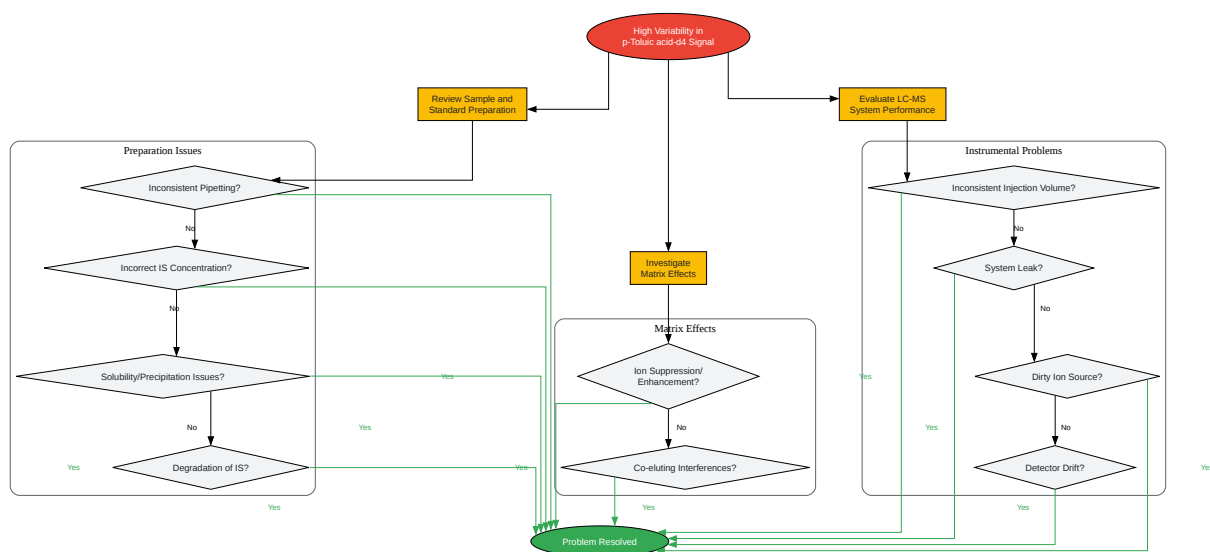 High Variability in
p-Toluic acid-d4 Signal
Review Sample and
Standard Preparation
Evaluate LC-MS
System Performance
Preparation Issues
Instrumental Problems
Inconsistent Pipetting?
Inconsistent Injection Volume?
No
No
Incorrect IS Concentration?
Investigate
Matrix Effects
System Leak?
No
No
Matrix Effects
Solubility/Precipitation Issues?
Yes
Ion Suppression/
Enhancement?
Yes
Dirty Ion Source?
No
Yes
No
Yes
No
Yes
Degradation of IS?
Yes
Co-eluting Interferences?
Detector Drift?
Ye
Yes
Yes
Yes
Problem Resolved